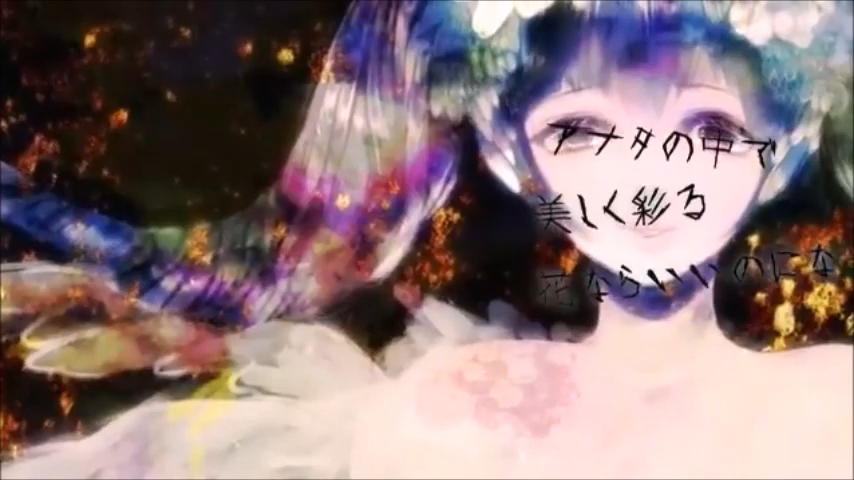 アナタの中で
美しく彩る
花ならいいのにな